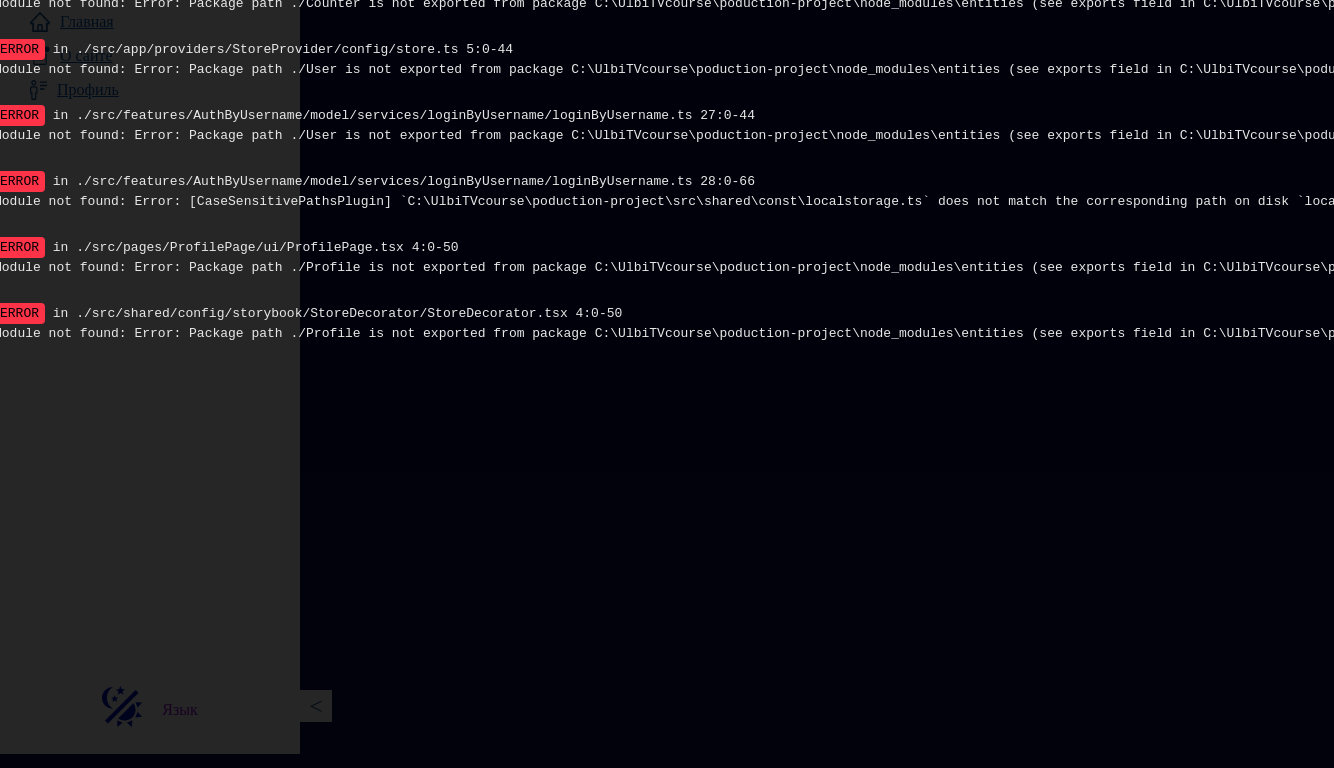 Module not found: Error: Package path ./Counter is not exported from package C:\UlbiTVcourse\poduction-project\node_modules\entities (see exports field in C:\UlbiTVcourse\p
Главная
ERROR in ./src/app/providers/StoreProvider/config/store.ts 5:0-44
О сайте
Module not found: Error: Package path ./User is not exported from package C:\UlbiTVcourse\poduction-project\node_modules\entities (see exports field in C:\UlbiTVcourse\podu
Профиль
ERROR in ./src/features/AuthByUsername/model/services/loginByUsername/loginByUsername.ts 27:0-44
Module not found: Error: Package path ./User is not exported from package C:\UlbiTVcourse\poduction-project\node_modules\entities (see exports field in C:\UlbiTVcourse\podu
ERROR in ./src/features/AuthByUsername/model/services/loginByUsername/loginByUsername.ts 28:0-66
Module not found: Error: [CaseSensitivePathsPlugin] `C:\UlbiTVcourse\poduction-project\src\shared\const\localstorage.ts` does not match the corresponding path on disk `loca
ERROR in ./src/pages/ProfilePage/ui/ProfilePage.tsx 4:0-50
Module not found: Error: Package path ./Profile is not exported from package C:\UlbiTVcourse\poduction-project\node_modules\entities (see exports field in C:\UlbiTVcourse\p
ERROR in ./src/shared/config/storybook/StoreDecorator/StoreDecorator.tsx 4:0-50
Module not found: Error: Package path ./Profile is not exported from package C:\UlbiTVcourse\poduction-project\node_modules\entities (see exports field in C:\UlbiTVcourse\p
Язык
<